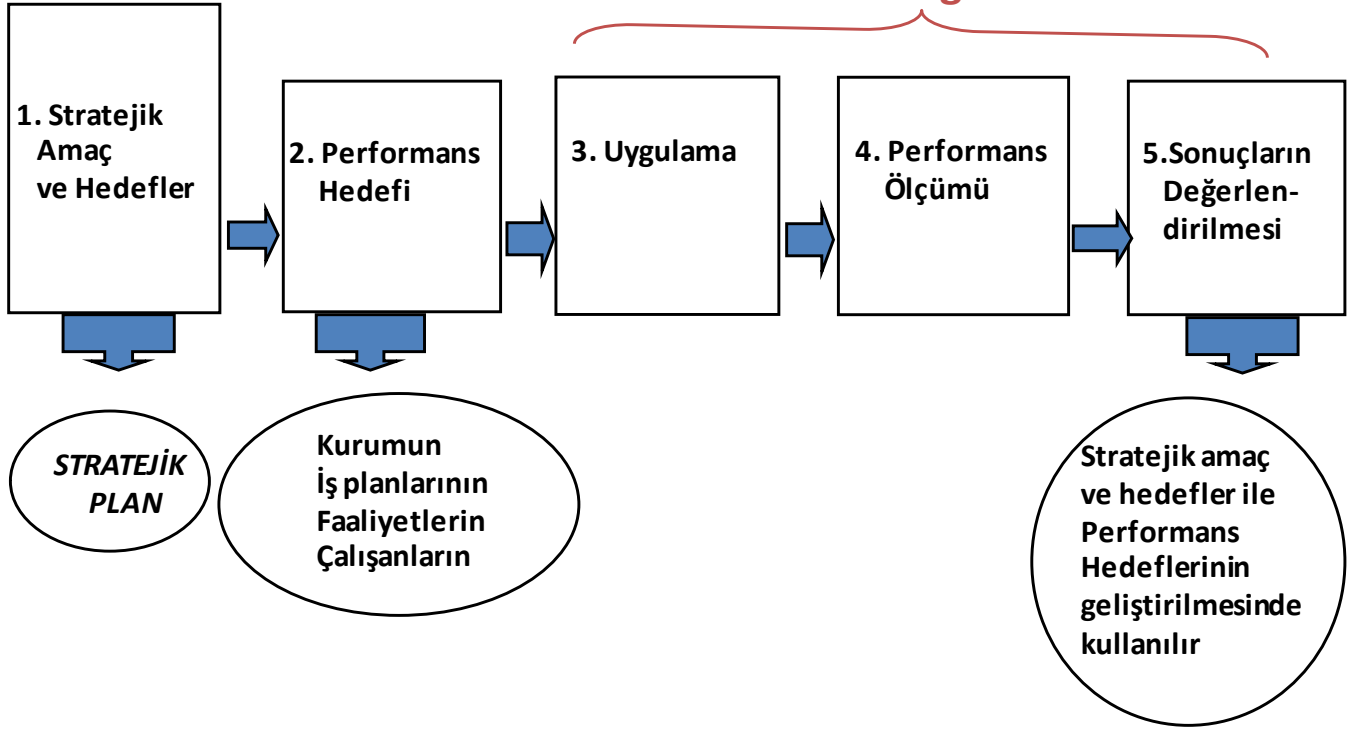 1. Stratejik
Amaç
ve Hedefler
2. Performans
Hedefi
3. Uygulama
4. Performans
Ölçümü
5.Sonuçların
Değerlen-
dirilmesi
STRATEJİK
PLAN
Kurumun
İş planlarının
Faaliyetlerin
Çalışanların
Stratejik amaç
ve hedefler ile
Performans
Hedeflerinin
geliştirilmesinde
kullanılır